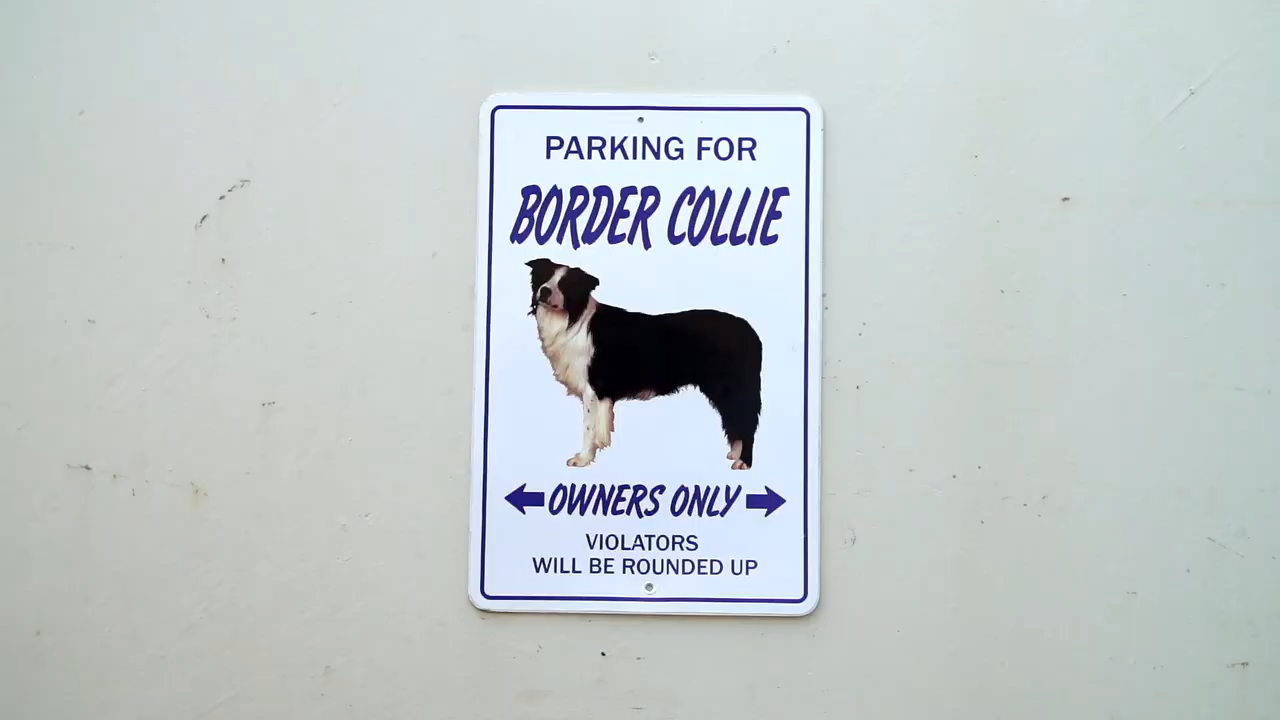 PARKING FOR
BORDER COLLIE
OWNERS ONLY
VIOLATORS
WILL BE ROUNDED UP